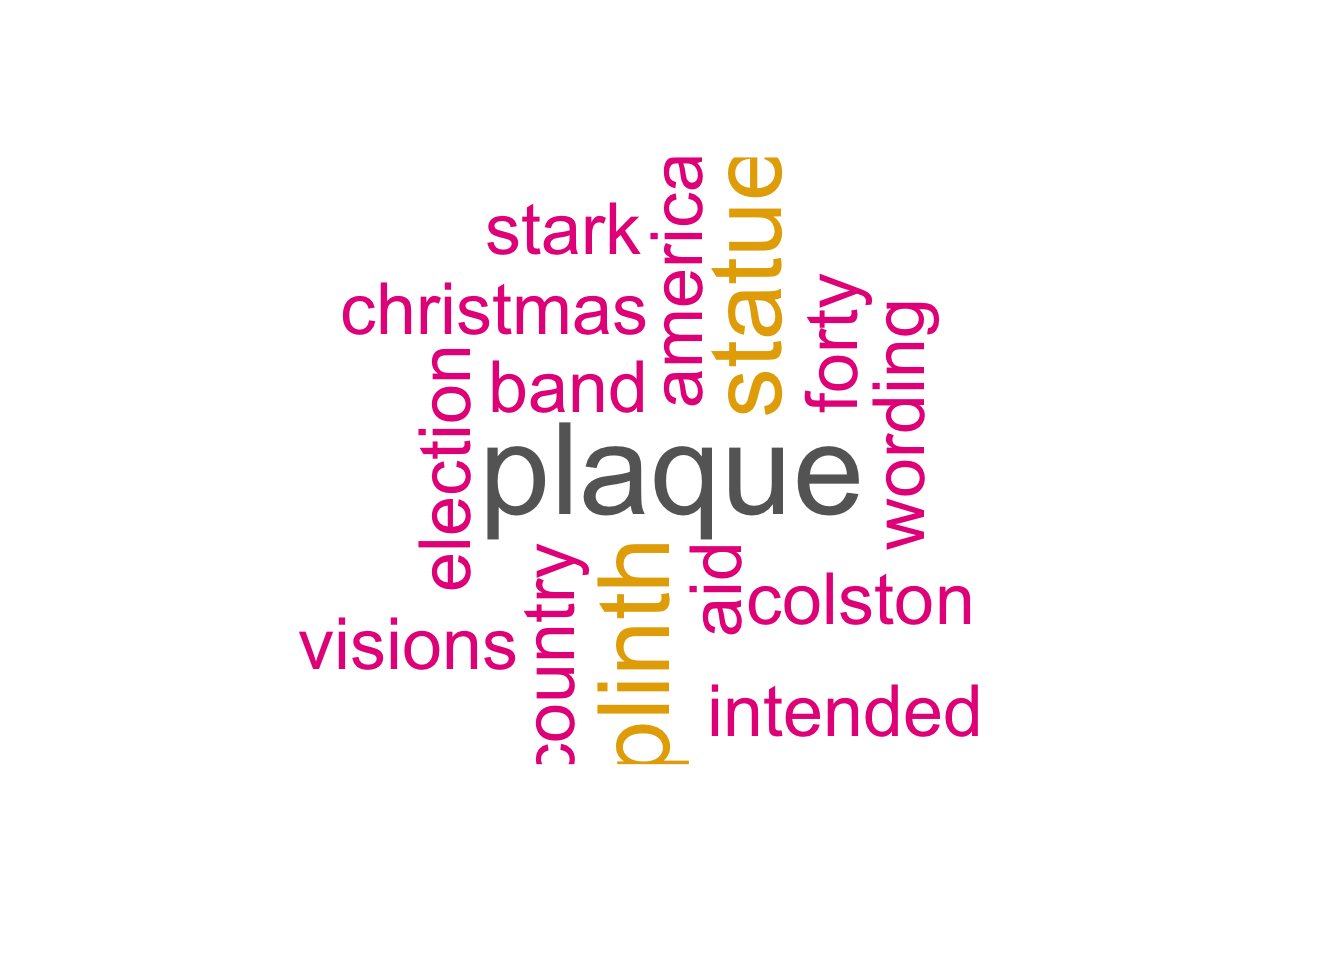 stark
america
statue
christmas
forty
wording
election
band
plaque
country
plinth
aid
colston
visions
intended